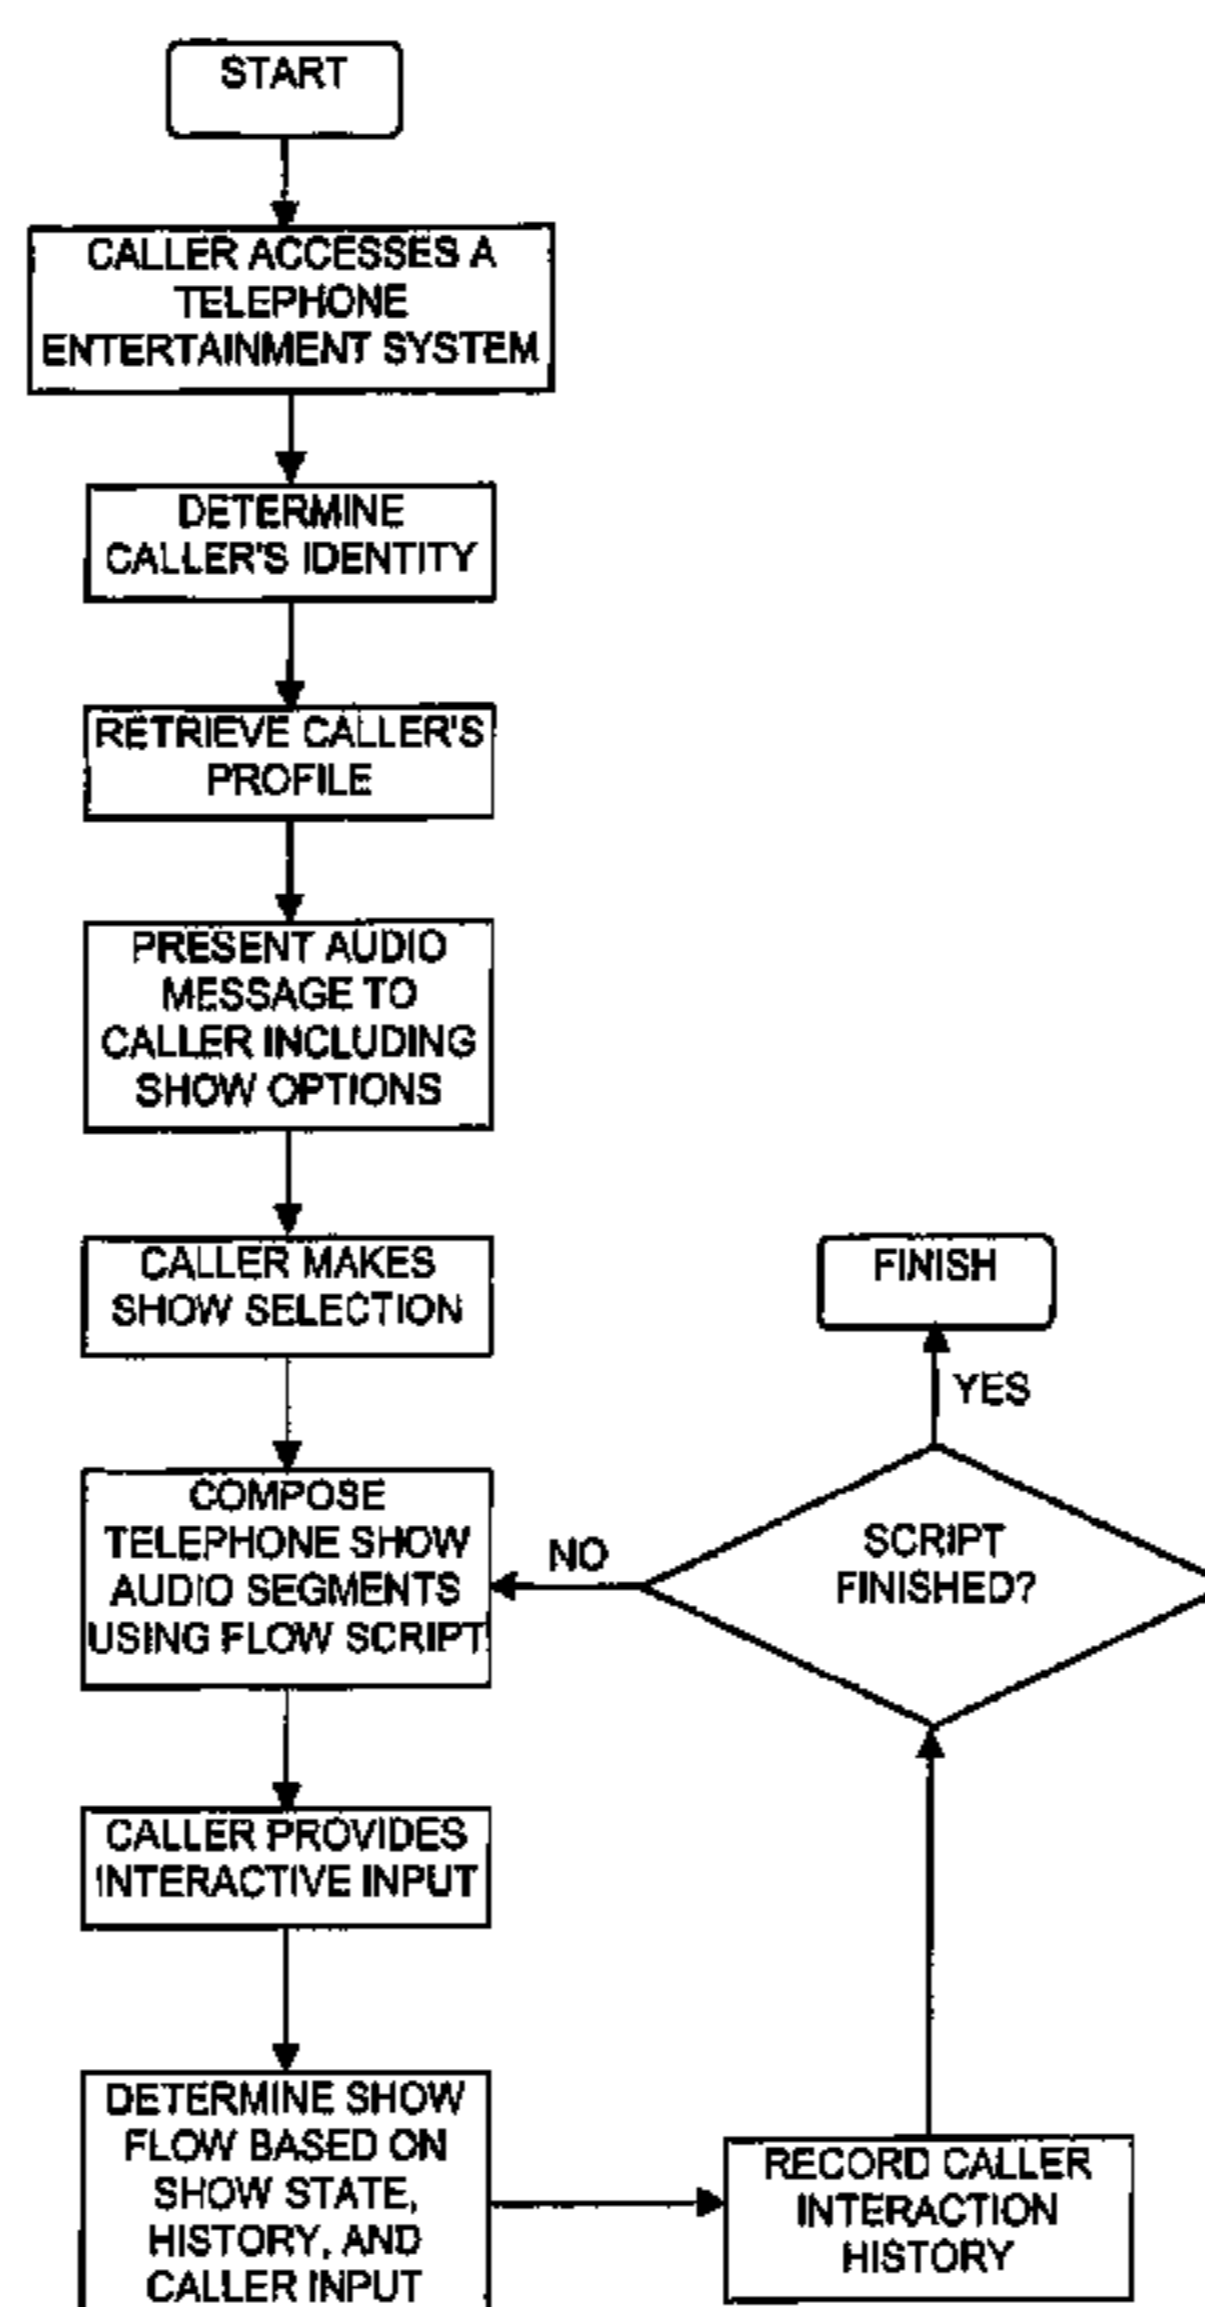 START
CALLER ACCESSES A
TELEPHONE
ENTERTAINMENT SYSTEM
DETERMINE
CALLER'S IDENTITY
RETRIEVE CALLER'S
PROFILE
PRESENT AUDIO
MESSAGE TO
CALLER INCLUDING
SHOW OPTIONS
CALLER MAKES
SHOW SELECTION
COMPOSE
TELEPHONE SHOW
AUDIO SEGMENTS
USING FLOW SCRIPT
CALLER PROVIDES
INTERACTIVE INPUT
DETERMINE SHOW
FLOW BASED ON
SHOW STATE,
HISTORY, AND
CALLER INPUT
RECORD CALLER
INTERACTION
HISTORY
SCRIPT
FINISHED?
NO
YES
FINISH